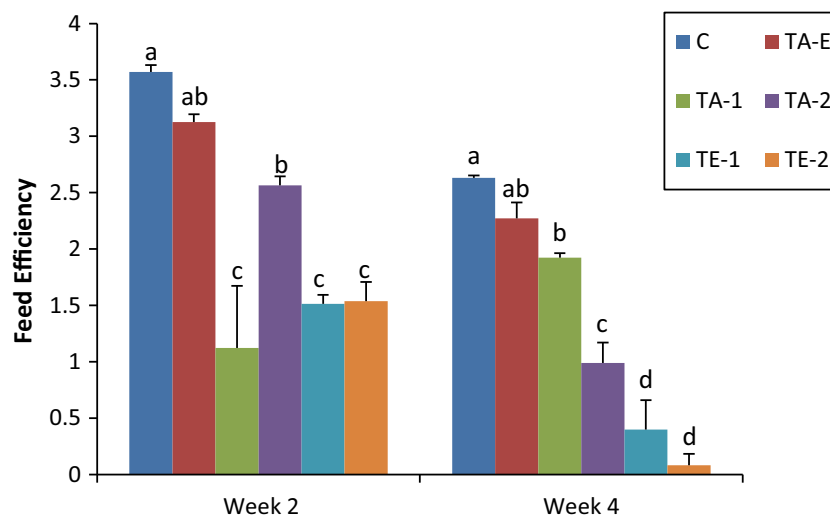 4
3.5
3
2.5
2
1.5
1
0.5
0
Feed Efficiency
a
ab
c
b
c
c
a
ab
b
c
d
d
Week 2
Week 4
C
TA-E
TA-1
TA-2
TE-1
TE-2